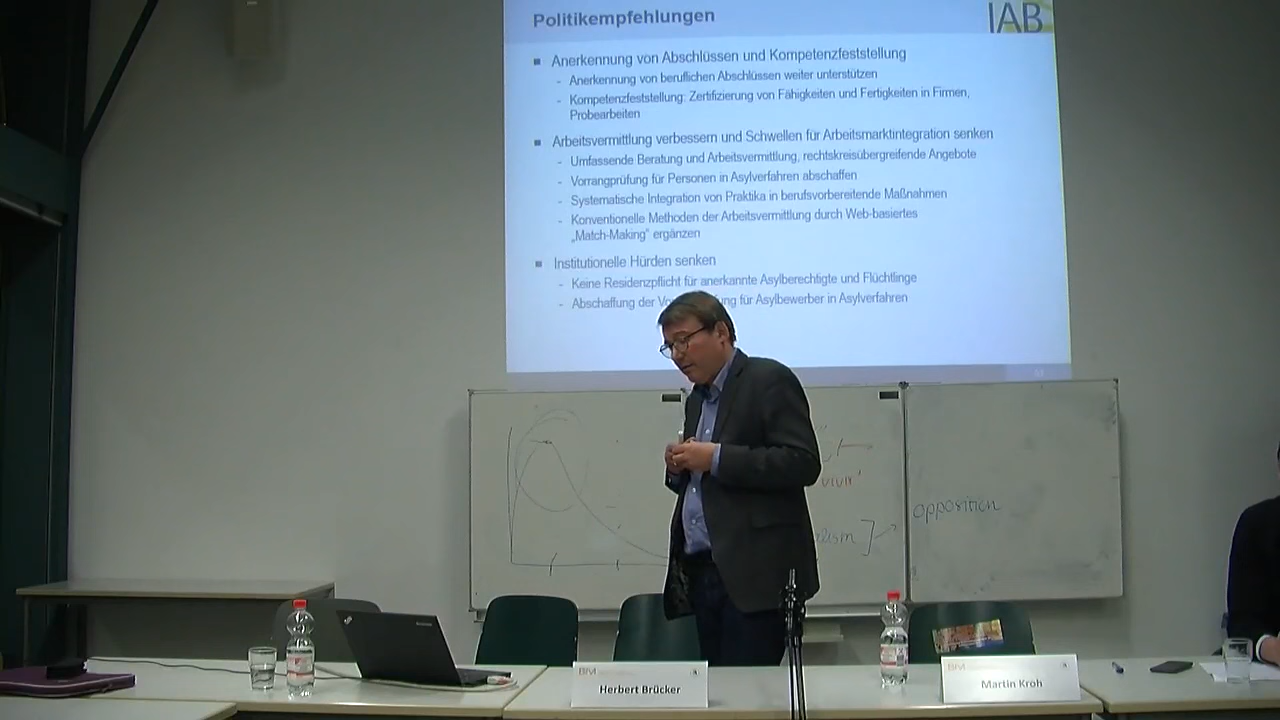 Politikempfehlungen
IAB
Anerkennung von Abschlüssen und Kompetenzfeststellung
- Anerkennung von beruflichen Abschlüssen weiter unterstützen
- Kompetenzfeststellung: Zertifizierung von Fähigkeiten und Fertigkeiten in Firmen,
Probearbeiten
Arbeitsvermittlung verbessern und Schwellen für Arbeitsmarktintegration senken
- Umfassende Beratung und Arbeitsvermittlung, rechtskreisübergreifende Angebote
- Vorrangprüfung für Personen in Asylverfahren abschaffen
- Systematische Integration von Praktika in berufsvorbereitende Maßnahmen
- Konventionelle Methoden der Arbeitsvermittlung durch Web-basiertes
„Match-Making" ergänzen
Institutionelle Hürden senken
- Keine Residenzpflicht für anerkannte Asylberechtigte und Flüchtlinge
- Abschaffung der für Asylbewerber in Asylverfahren
opposition
BIM
Herbert Brücker
BIM
Martin Kroh